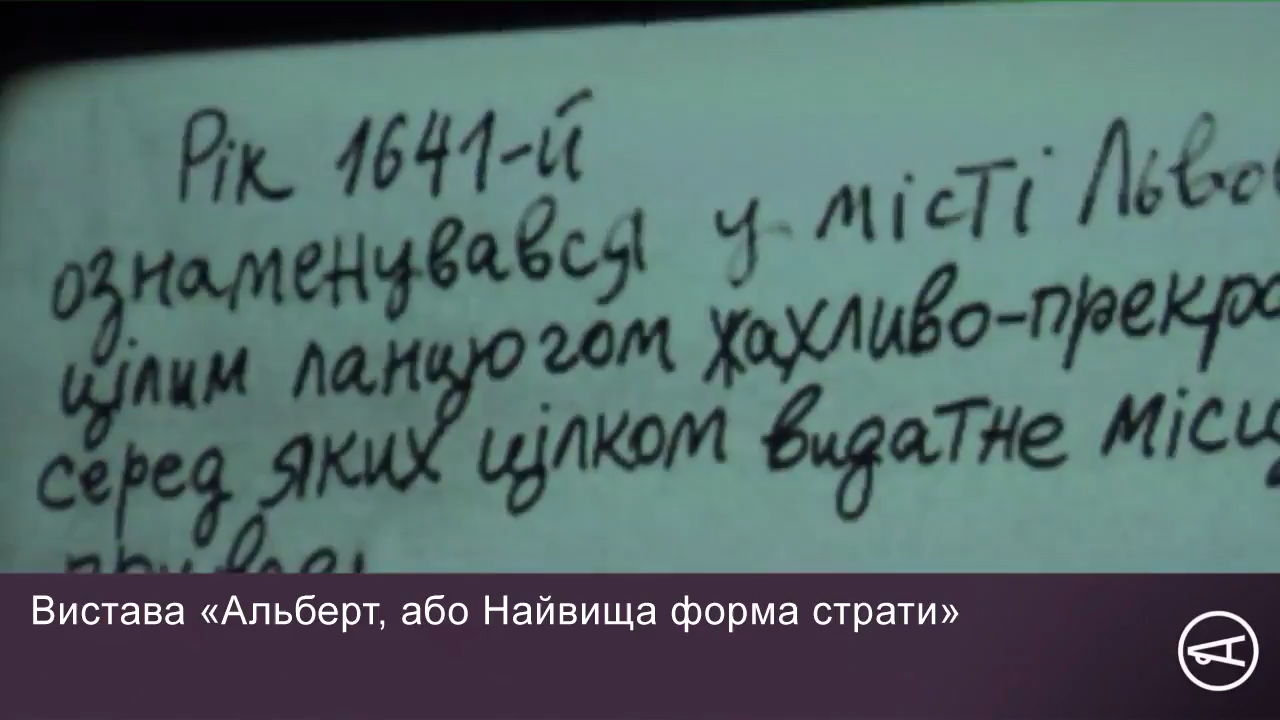 Рік 1641-й
ознаменувався у місті
цілим ланцюгом жахливо-
серед яких цілком видатне
Вистава «Альберт, або Найвища форма страти»